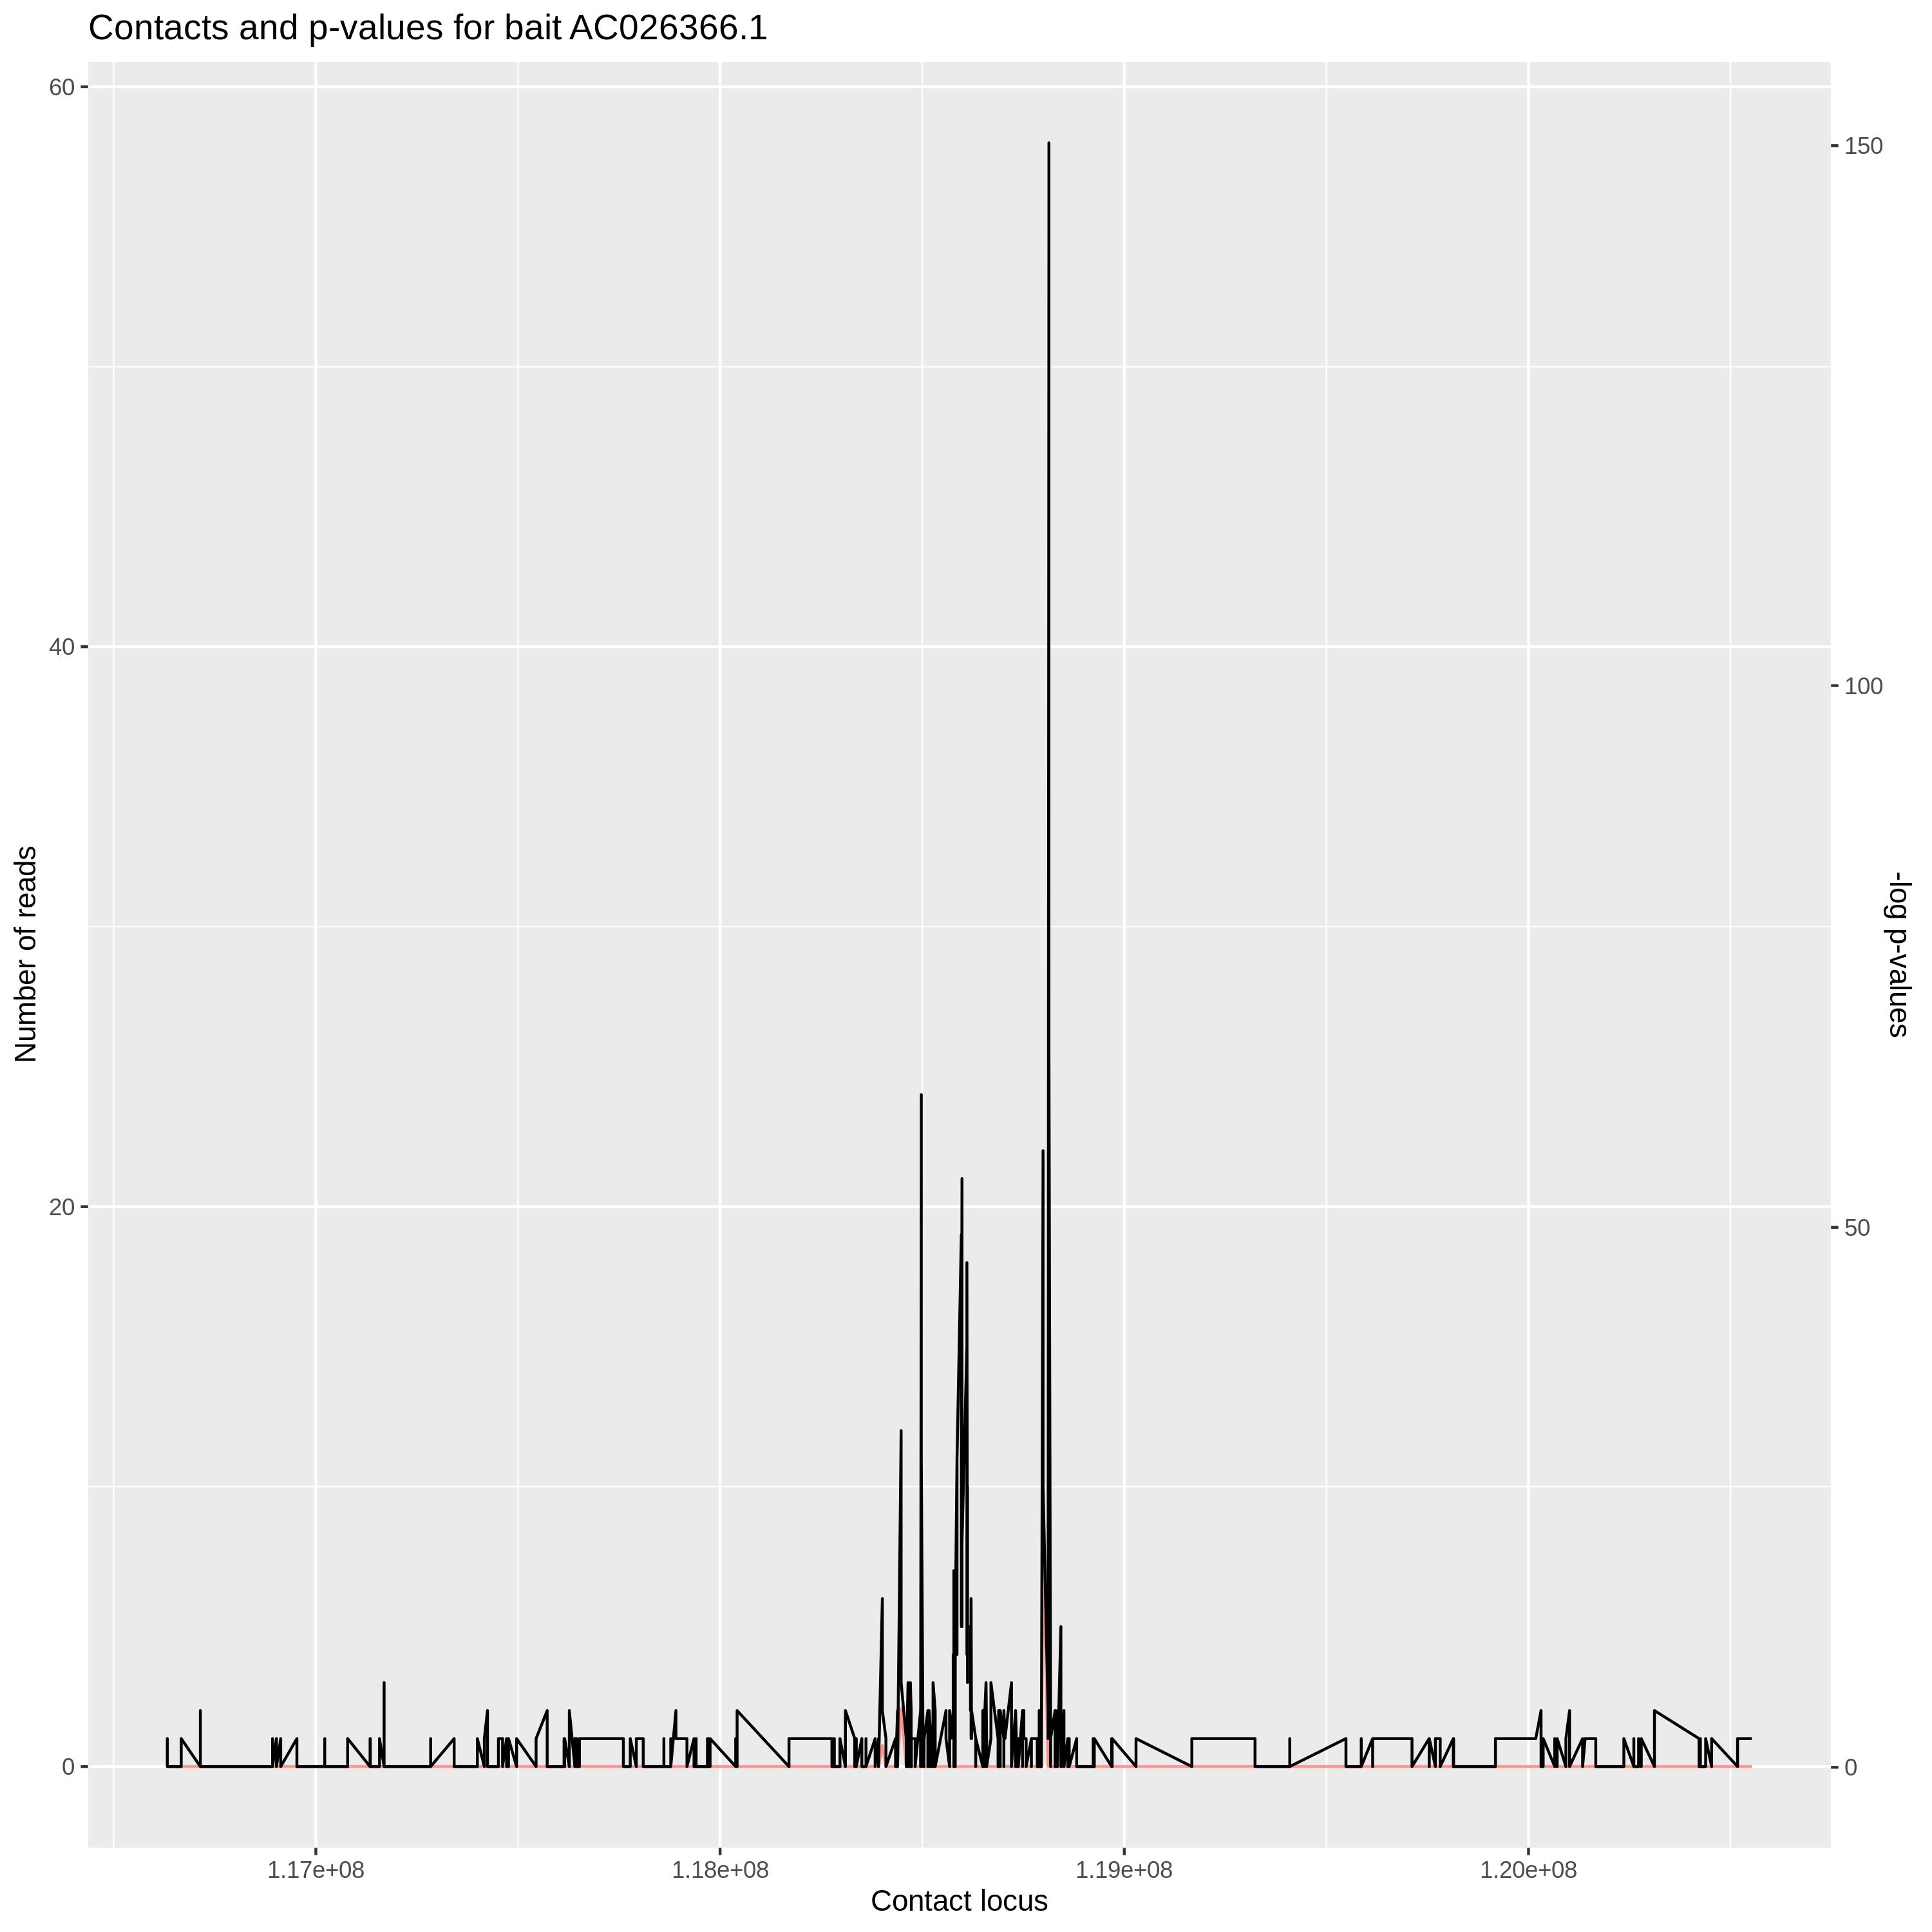 Contacts and p-values for bait AC026366.1
60
40
20
0
150
100
50
0
Number of reads
-log p-values
1.17e+08
1.18e+08
1.19e+08
1.20e+08
Contact locus